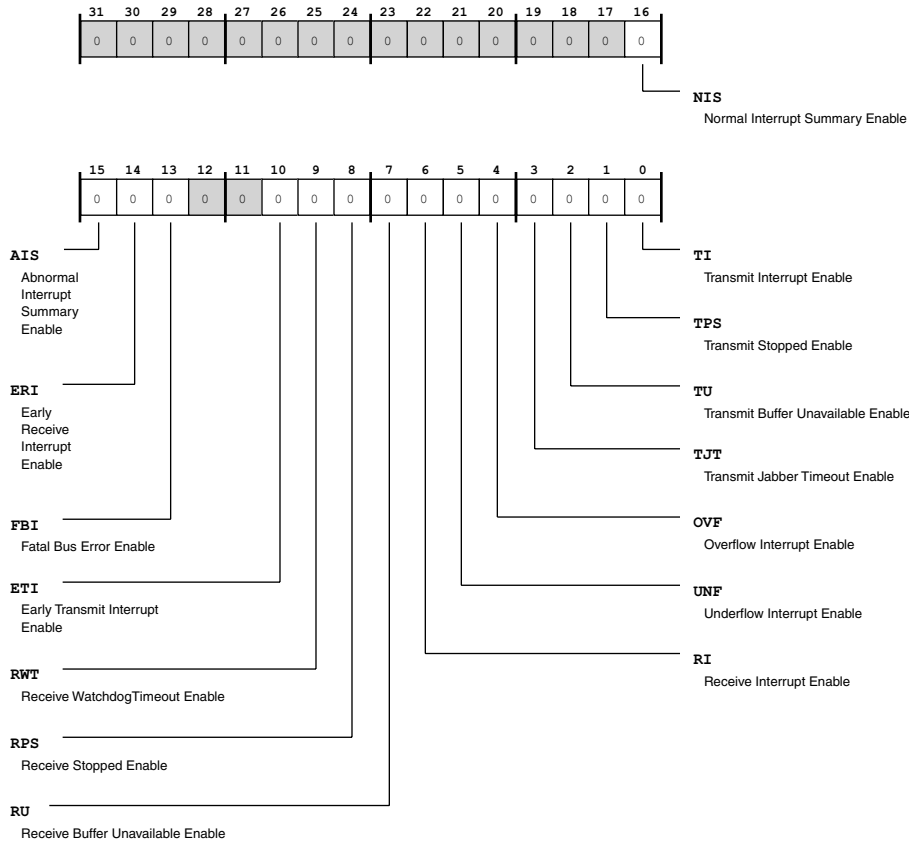 31 30 29 28 27 26 25 24 23 22 21 20 19 18 17 16
0 0 0 0 0 0 0 0 0 0 0 0 0 0 0 0
NIS
Normal Interrupt Summary Enable
15 14 13 12 11 10 9 8 7 6 5 4 3 2 1 0
0 0 0 0 0 0 0 0 0 0 0 0 0 0 0 0
AIS
Abnormal
Interrupt
Summary
Enable
ERI
Early
Receive
Interrupt
Enable
FBI
Fatal Bus Error Enable
ETI
Early Transmit Interrupt
Enable
RWT
Receive WatchdogTimeout Enable
RPS
Receive Stopped Enable
RU
Receive Buffer Unavailable Enable
TI
Transmit Interrupt Enable
TPS
Transmit Stopped Enable
TU
Transmit Buffer Unavailable Enable
TJT
Transmit Jabber Timeout Enable
OVF
Overflow Interrupt Enable
UNF
Underflow Interrupt Enable
RI
Receive Interrupt Enable